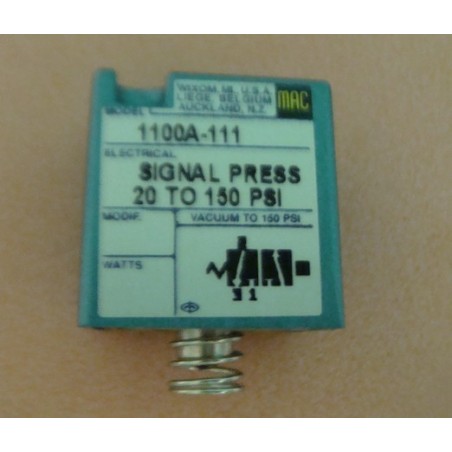 WIXOM, MI. U.S.A.
LIEGE, BELGIUM
AUCKLAND, N.Z.
MAC
MODEL
1100A-111
ELECTRICAL
SIGNAL PRESS
20 TO 150 PSI
MODIF.
VACUUM TO 150 PSI
WATTS
3 1